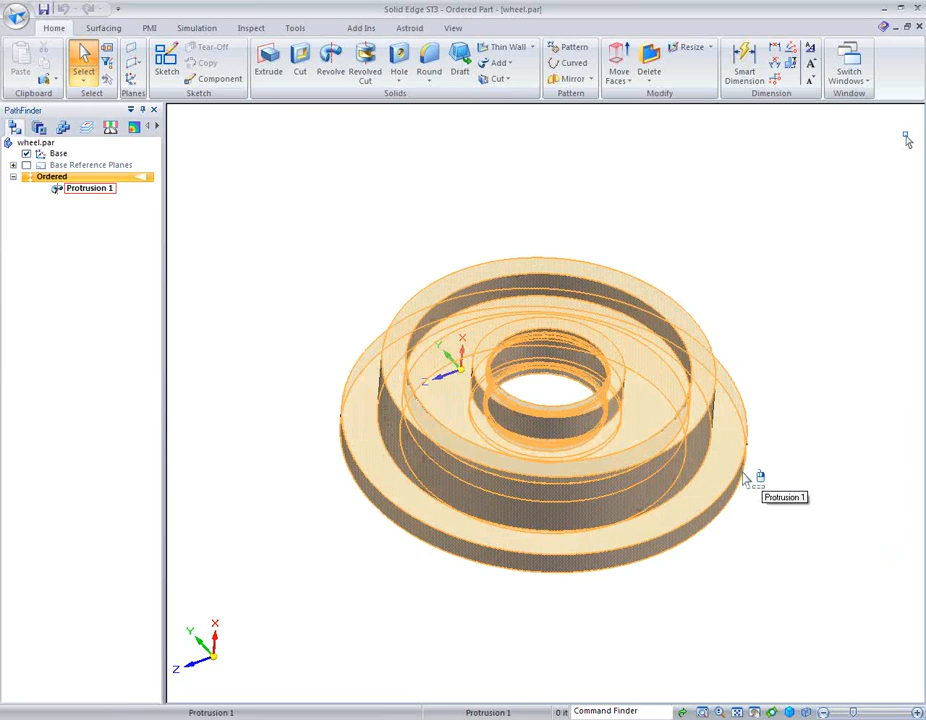 Solid Edge ST3 - Ordered Part - [wheel.par]
Home Surfacing PMI Simulation Inspect Tools Add Ins Astroid View
Paste Select Sketch Tear-Off Extrude Cut Revolve Revolved Cut Hole Round Draft Thin Wall Pattern Move Faces Delete Resize Smart Dimension Switch Windows
Copy Add Curved
Component Cut Mirror
Clipboard Select Planes Sketch Solids Pattern Modify Dimension Window
PathFinder
wheel.par
Base
Base Reference Planes
Ordered
Protrusion 1
X
Y
Z
Protrusion 1
X
Y
Z
Protrusion 1 Protrusion 1 0 it Command Finder